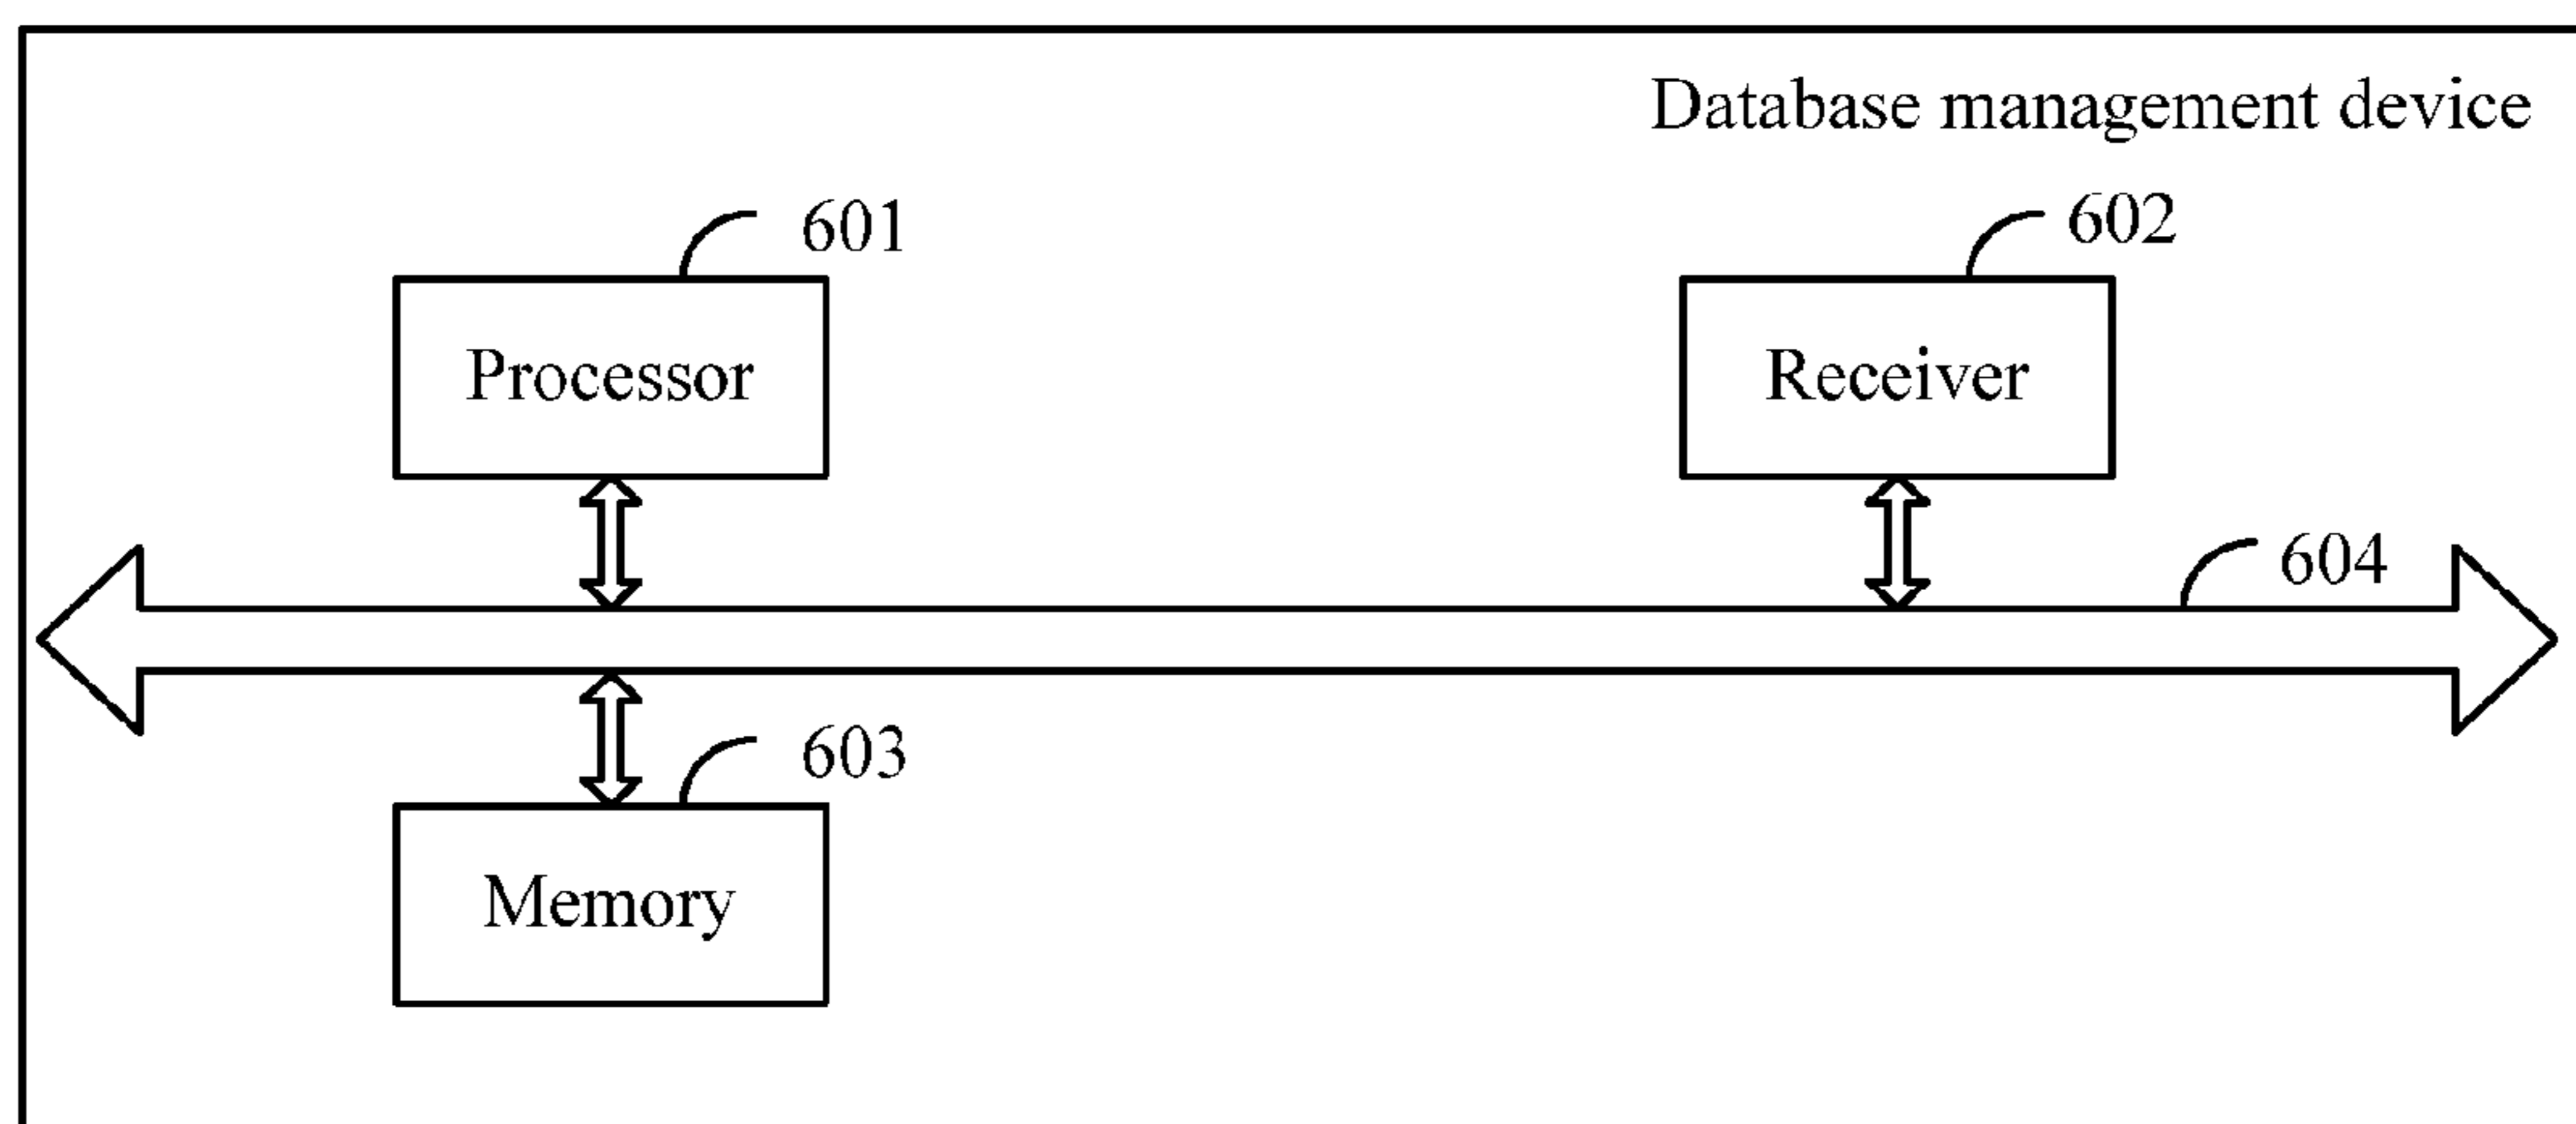 Database management device
601
602
Processor
Receiver
604
603
Memory